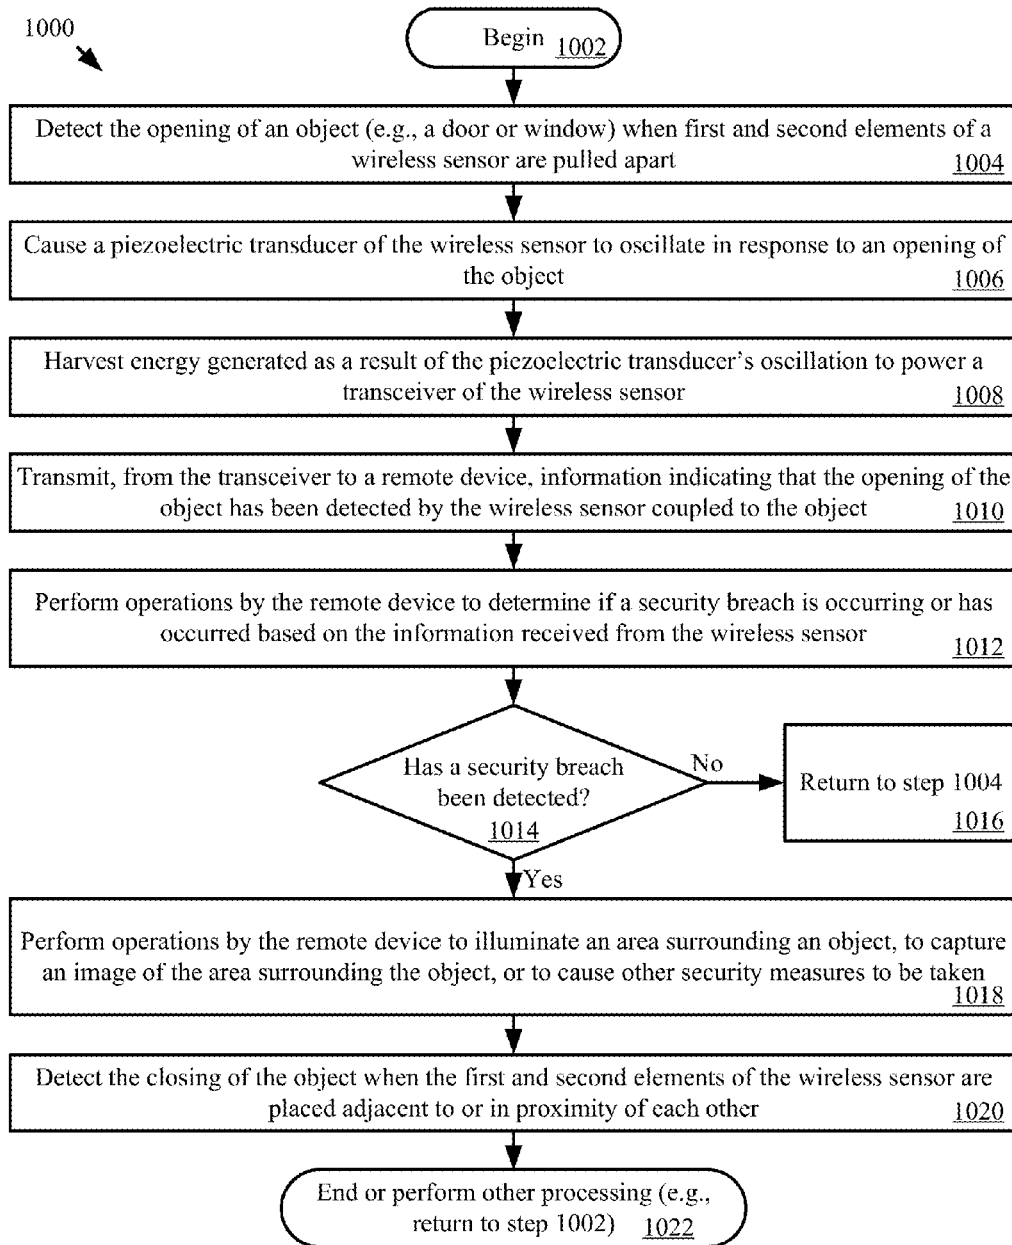 1000
Begin 1002
Detect the opening of an object (e.g., a door or window) when first and second elements of a
wireless sensor are pulled apart
1004
Cause a piezoelectric transducer of the wireless sensor to oscillate in response to an opening of
the object
1006
Harvest energy generated as a result of the piezoelectric transducer's oscillation to power a
transceiver of the wireless sensor
1008
Transmit, from the transceiver to a remote device, information indicating that the opening of the
object has been detected by the wireless sensor coupled to the object
1010
Perform operations by the remote device to determine if a security breach is occurring or has
occurred based on the information received from the wireless sensor
1012
Has a security breach
been detected?
1014
No
Return to step 1004
1016
Yes
Perform operations by the remote device to illuminate an area surrounding an object, to capture
an image of the area surrounding the object, or to cause other security measures to be taken
1018
Detect the closing of the object when the first and second elements of the wireless sensor are
placed adjacent to or in proximity of each other
1020
End or perform other processing (e.g.,
return to step 1002) 1022